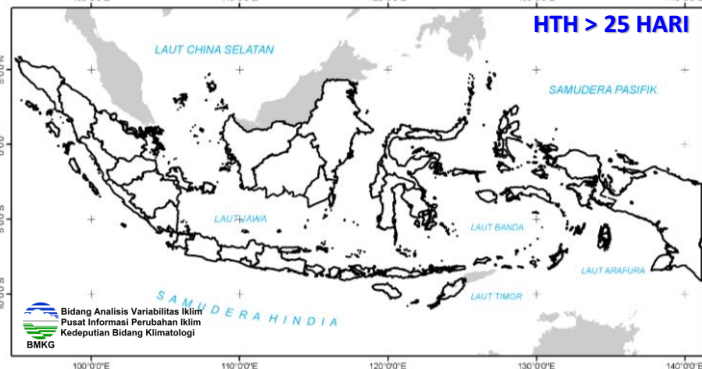 HTH > 25 HARI
LAUT CHINA SELATAN
SAMUDERA PASIFIK
LAUT JAWA
LAUT BANDA
LAUT ARAFURA
LAUT TIMOR
SAMUDERA HINDIA
Bidang Analisis Variabilitas Iklim
Pusat Informasi Perubahan Iklim
Kedeputian Bidang Klimatologi
BMKG
100°0'0"E 110°0'0"E 120°0'0"E 130°0'0"E 140°0'0"E